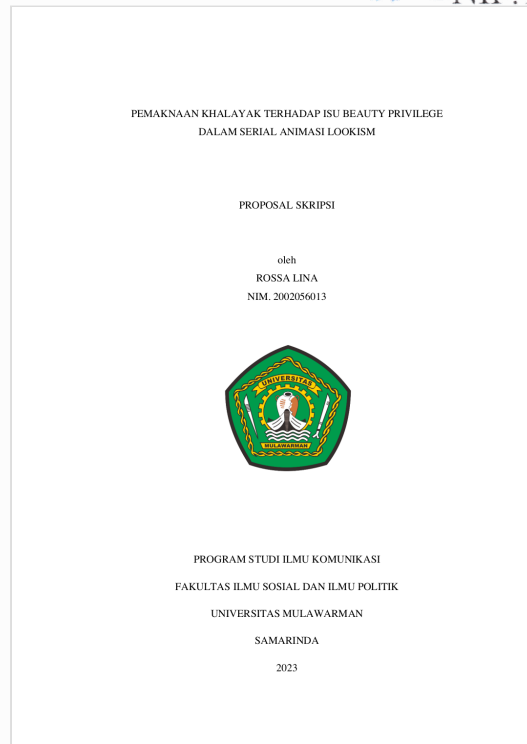 PEMAKNAAN KHALAYAK TERHADAP ISU BEAUTY PRIVILEGE
DALAM SERIAL ANIMASI LOOKISM
PROPOSAL SKRIPSI
oleh
ROSSA LINA
NIM. 2002056013
UNIVERSITAS
MULAWARMAN
PROGRAM STUDI ILMU KOMUNIKASI
FAKULTAS ILMU SOSIAL DAN ILMU POLITIK
UNIVERSITAS MULAWARMAN
SAMARINDA
2023